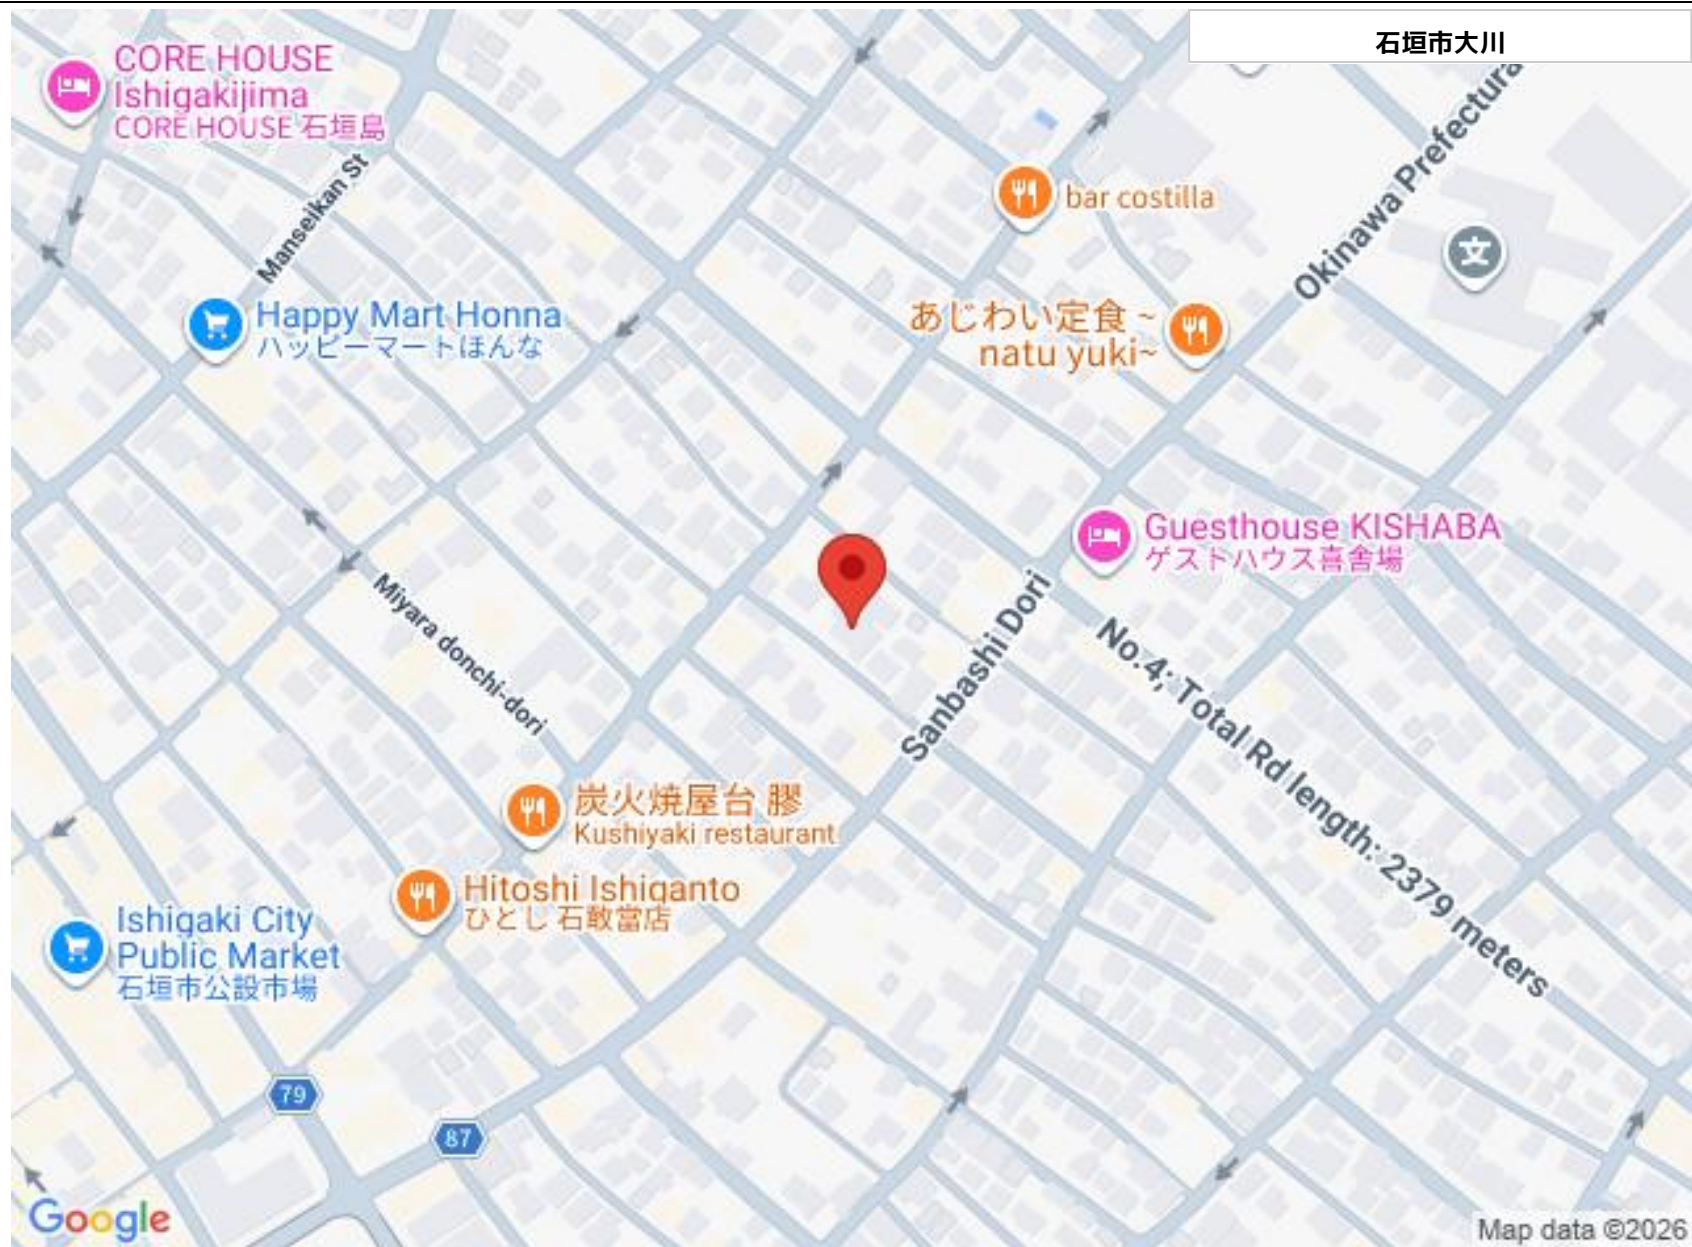 石垣市大川
CORE HOUSE
Ishigakijima
CORE HOUSE 石垣島
Manseikan St
bar costilla
Okinawa Prefectura
文
Happy Mart Honna
ハッピーマートほんな
あじわい定食 ~
natu yuki~
Guesthouse KISHABA
ゲストハウス喜舎場
Miyara donchi-dori
Sanbashi Dori
No.4; Total Rd length: 2379 meters
炭火焼屋台 膠
Kushiyaki restaurant
Hitoshi Ishiganto
ひとし 石敢當店
Ishigaki City
Public Market
石垣市公設市場
79
87
Google
Map data ©2026